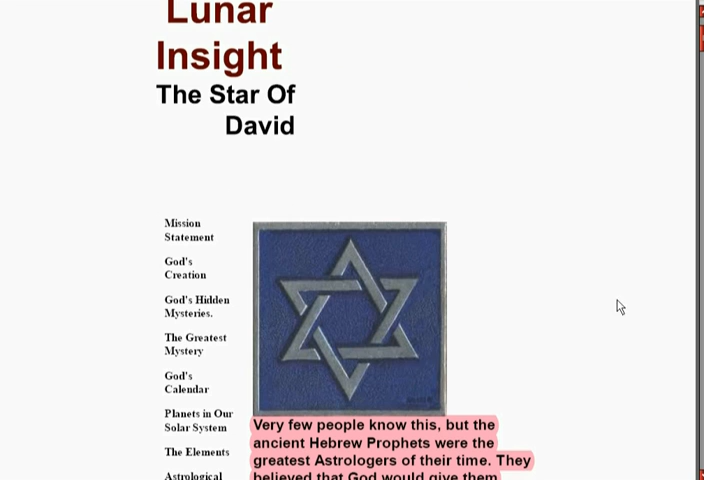 Lunar
Insight
The Star Of
David
Mission
Statement
God's
Creation
God's Hidden
Mysteries.
The Greatest
Mystery
God's
Calendar
Planets in Our
Solar System
The Elements
Astrological
Very few people know this, but the
ancient Hebrew Prophets were the
greatest Astrologers of their time. They
believed that God would give them